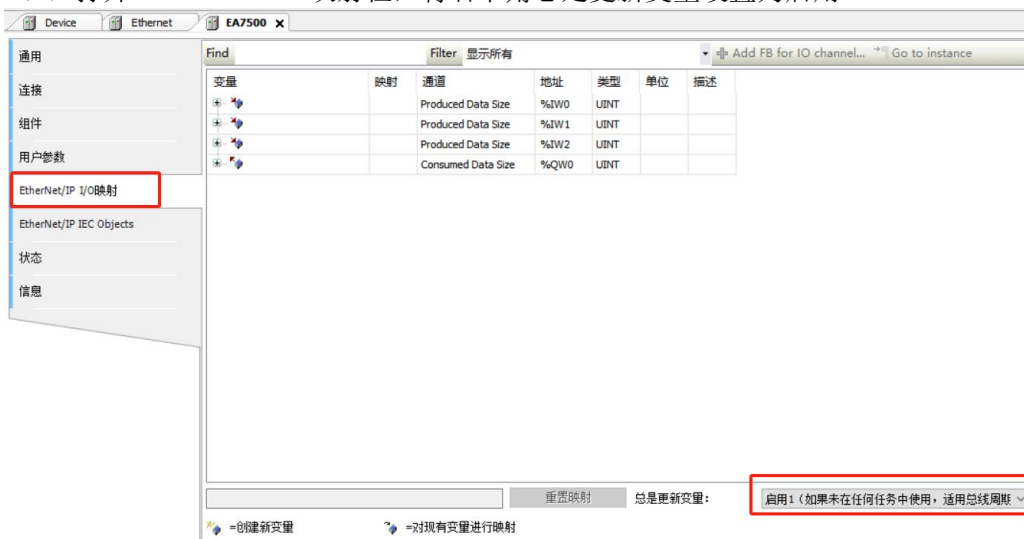 Device Ethernet EA7500
通用
连接
组件
用户参数
EtherNet/IP I/O映射
EtherNet/IP IEC Objects
状态
信息
Find Filter 显示所有 Add FB for IO channel... Go to instance
变量 映射 通道 地址 类型 单位 描述
Produced Data Size %IW0 UINT
Produced Data Size %IW1 UINT
Produced Data Size %IW2 UINT
Consumed Data Size %QW0 UINT
重置映射 总是更新变量: 启用1（如果未在任何任务中使用，适用总线周期
=创建新变量 =对现有变量进行映射